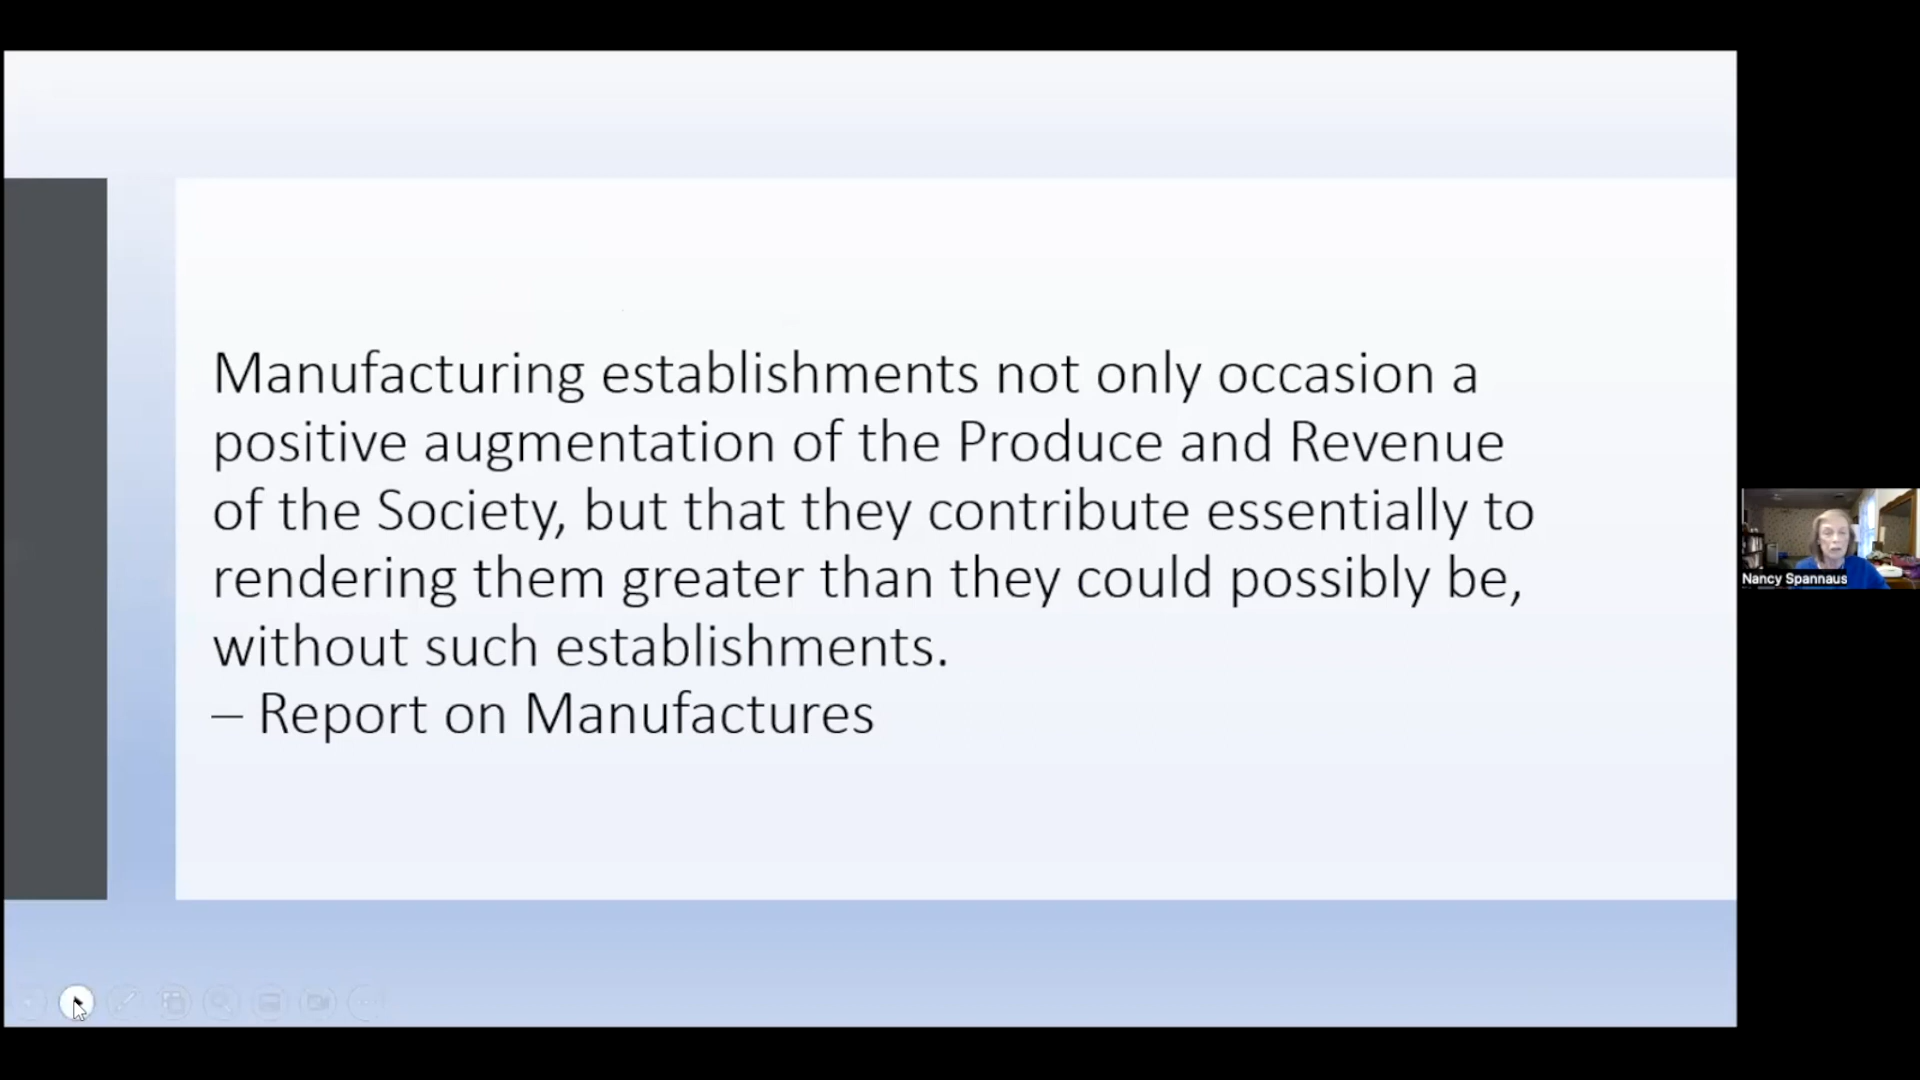 Manufacturing establishments not only occasion a
positive augmentation of the Produce and Revenue
of the Society, but that they contribute essentially to
rendering them greater than they could possibly be,
without such establishments.
– Report on Manufactures
Nancy Spannaus